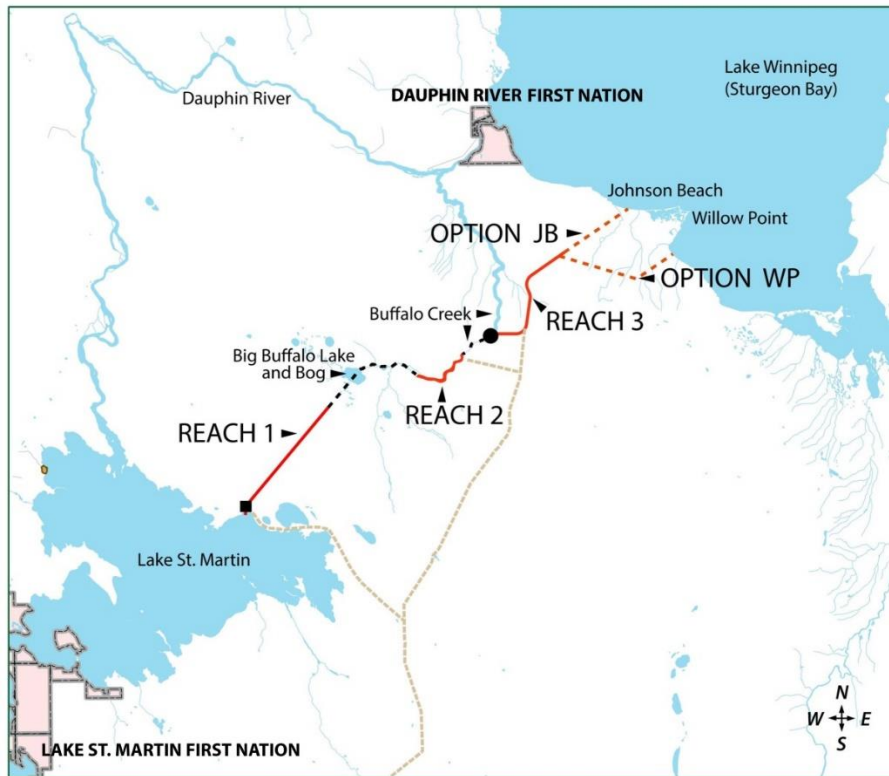 Lake Winnipeg
(Sturgeon Bay)
Dauphin River
DAUPHIN RIVER FIRST NATION
Johnson Beach
Willow Point
OPTION JB
OPTION WP
Buffalo Creek
REACH 3
Big Buffalo Lake
and Bog
REACH 2
REACH 1
Lake St. Martin
N
W E
S
LAKE ST. MARTIN FIRST NATION